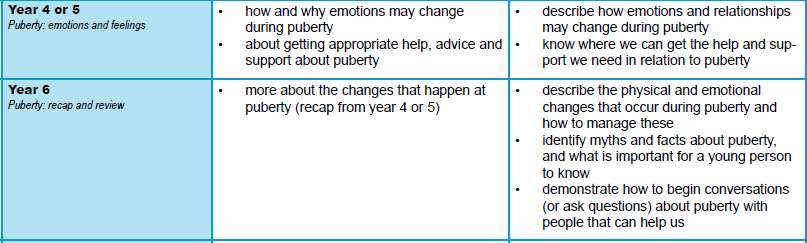 Year 4 or 5
Puberty: emotions and feelings
• how and why emotions may change
during puberty
• about getting appropriate help, advice and
support about puberty
• describe how emotions and relationships
may change during puberty
• know where we can get the help and sup-
port we need in relation to puberty
Year 6
Puberty: recap and review
• more about the changes that happen at
puberty (recap from year 4 or 5)
• describe the physical and emotional
changes that occur during puberty and
how to manage these
• identify myths and facts about puberty,
and what is important for a young person
to know
• demonstrate how to begin conversations
(or ask questions) about puberty with
people that can help us